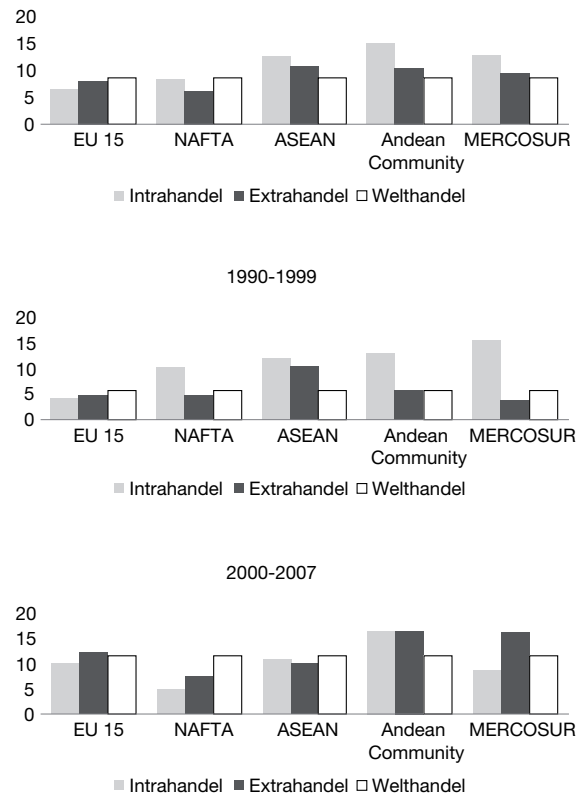 20
15
10
5
0
EU 15 NAFTA ASEAN Andean Community MERCOSUR
Intrahandel Extrahandel Welthandel
1990-1999
20
15
10
5
0
EU 15 NAFTA ASEAN Andean Community MERCOSUR
Intrahandel Extrahandel Welthandel
2000-2007
20
15
10
5
0
EU 15 NAFTA ASEAN Andean Community MERCOSUR
Intrahandel Extrahandel Welthandel